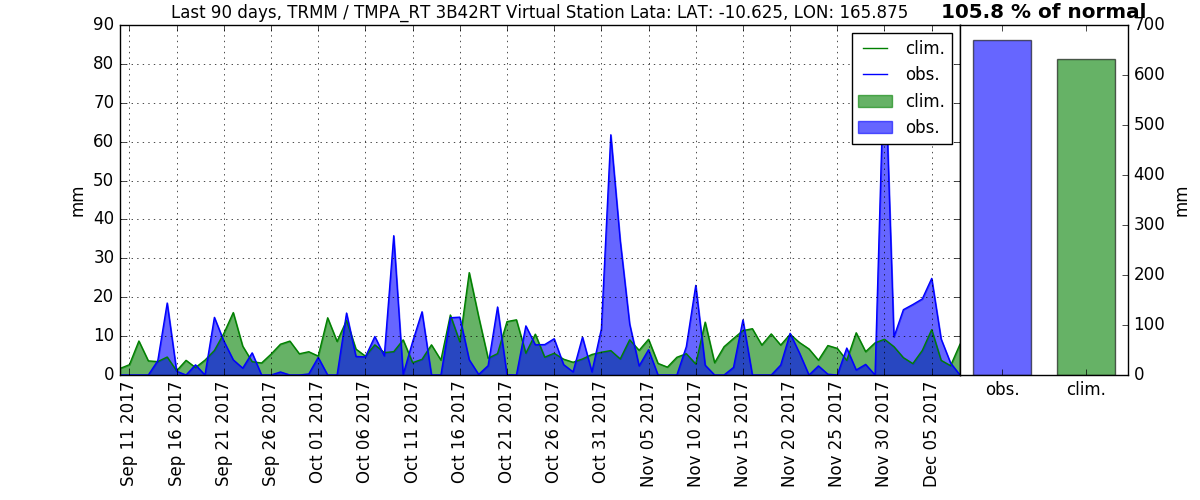 Last 90 days, TRMM / TMPA_RT 3B42RT Virtual Station Lata: LAT: -10.625, LON: 165.875
105.8 % of normal
90
80
70
60
50
40
30
20
10
0
mm
clim.
obs.
clim.
obs.
700
600
500
400
300
200
100
0
mm
Sep 11 2017
Sep 16 2017
Sep 21 2017
Sep 26 2017
Oct 01 2017
Oct 06 2017
Oct 11 2017
Oct 16 2017
Oct 21 2017
Oct 26 2017
Oct 31 2017
Nov 05 2017
Nov 10 2017
Nov 15 2017
Nov 20 2017
Nov 25 2017
Nov 30 2017
Dec 05 2017
obs.
clim.